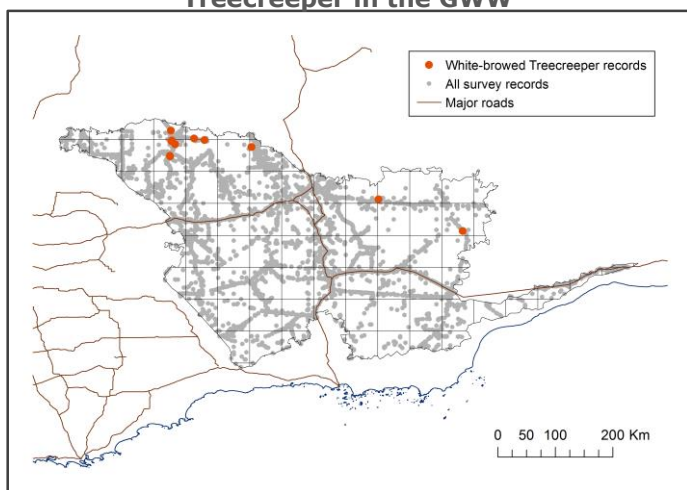 Treecreeper in the GWW
White-browed Treecreeper records
All survey records
Major roads
0 50 100 200 Km